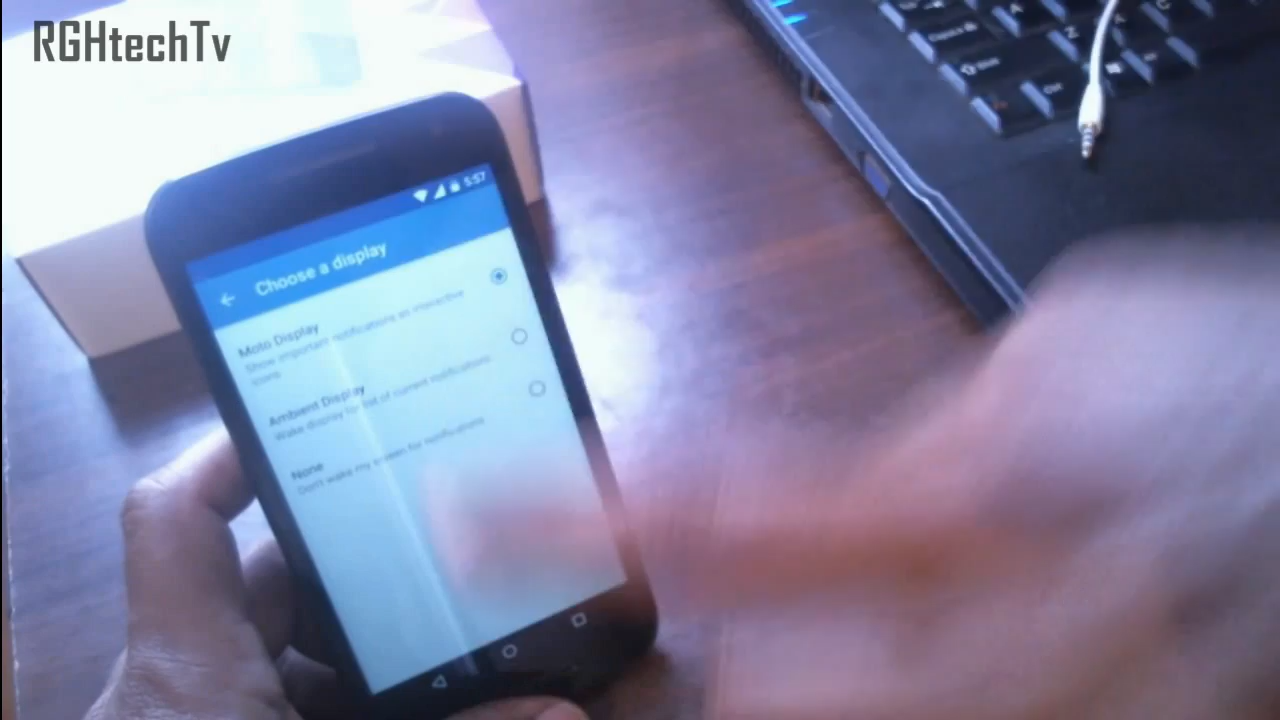 RGHtechTv
5:57
Choose a display
Moto Display
Show important notifications as interactive
icons
Ambient Display
Wake display for list of current notifications
None
Don't wake my screen for notifications
A
Z
X
C